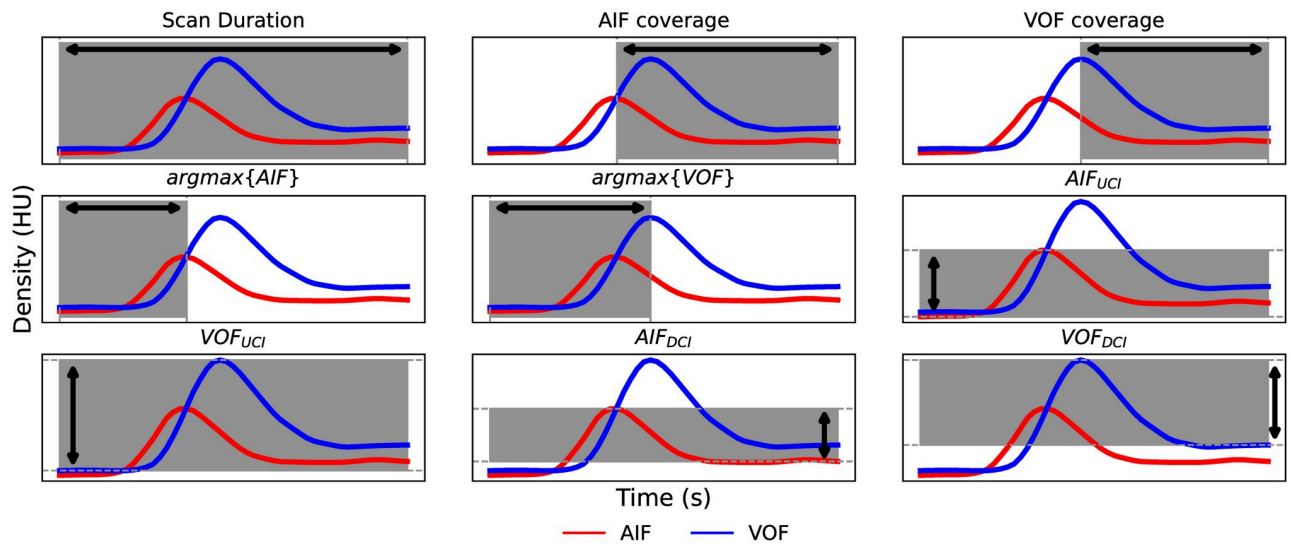 Scan Duration
AIF coverage
VOF coverage
argmax{AIF}
argmax{VOF}
AIF_UCI
Density (HU)
VOF_UCI
AIF_DCI
VOF_DCI
Time (s)
AIF
VOF